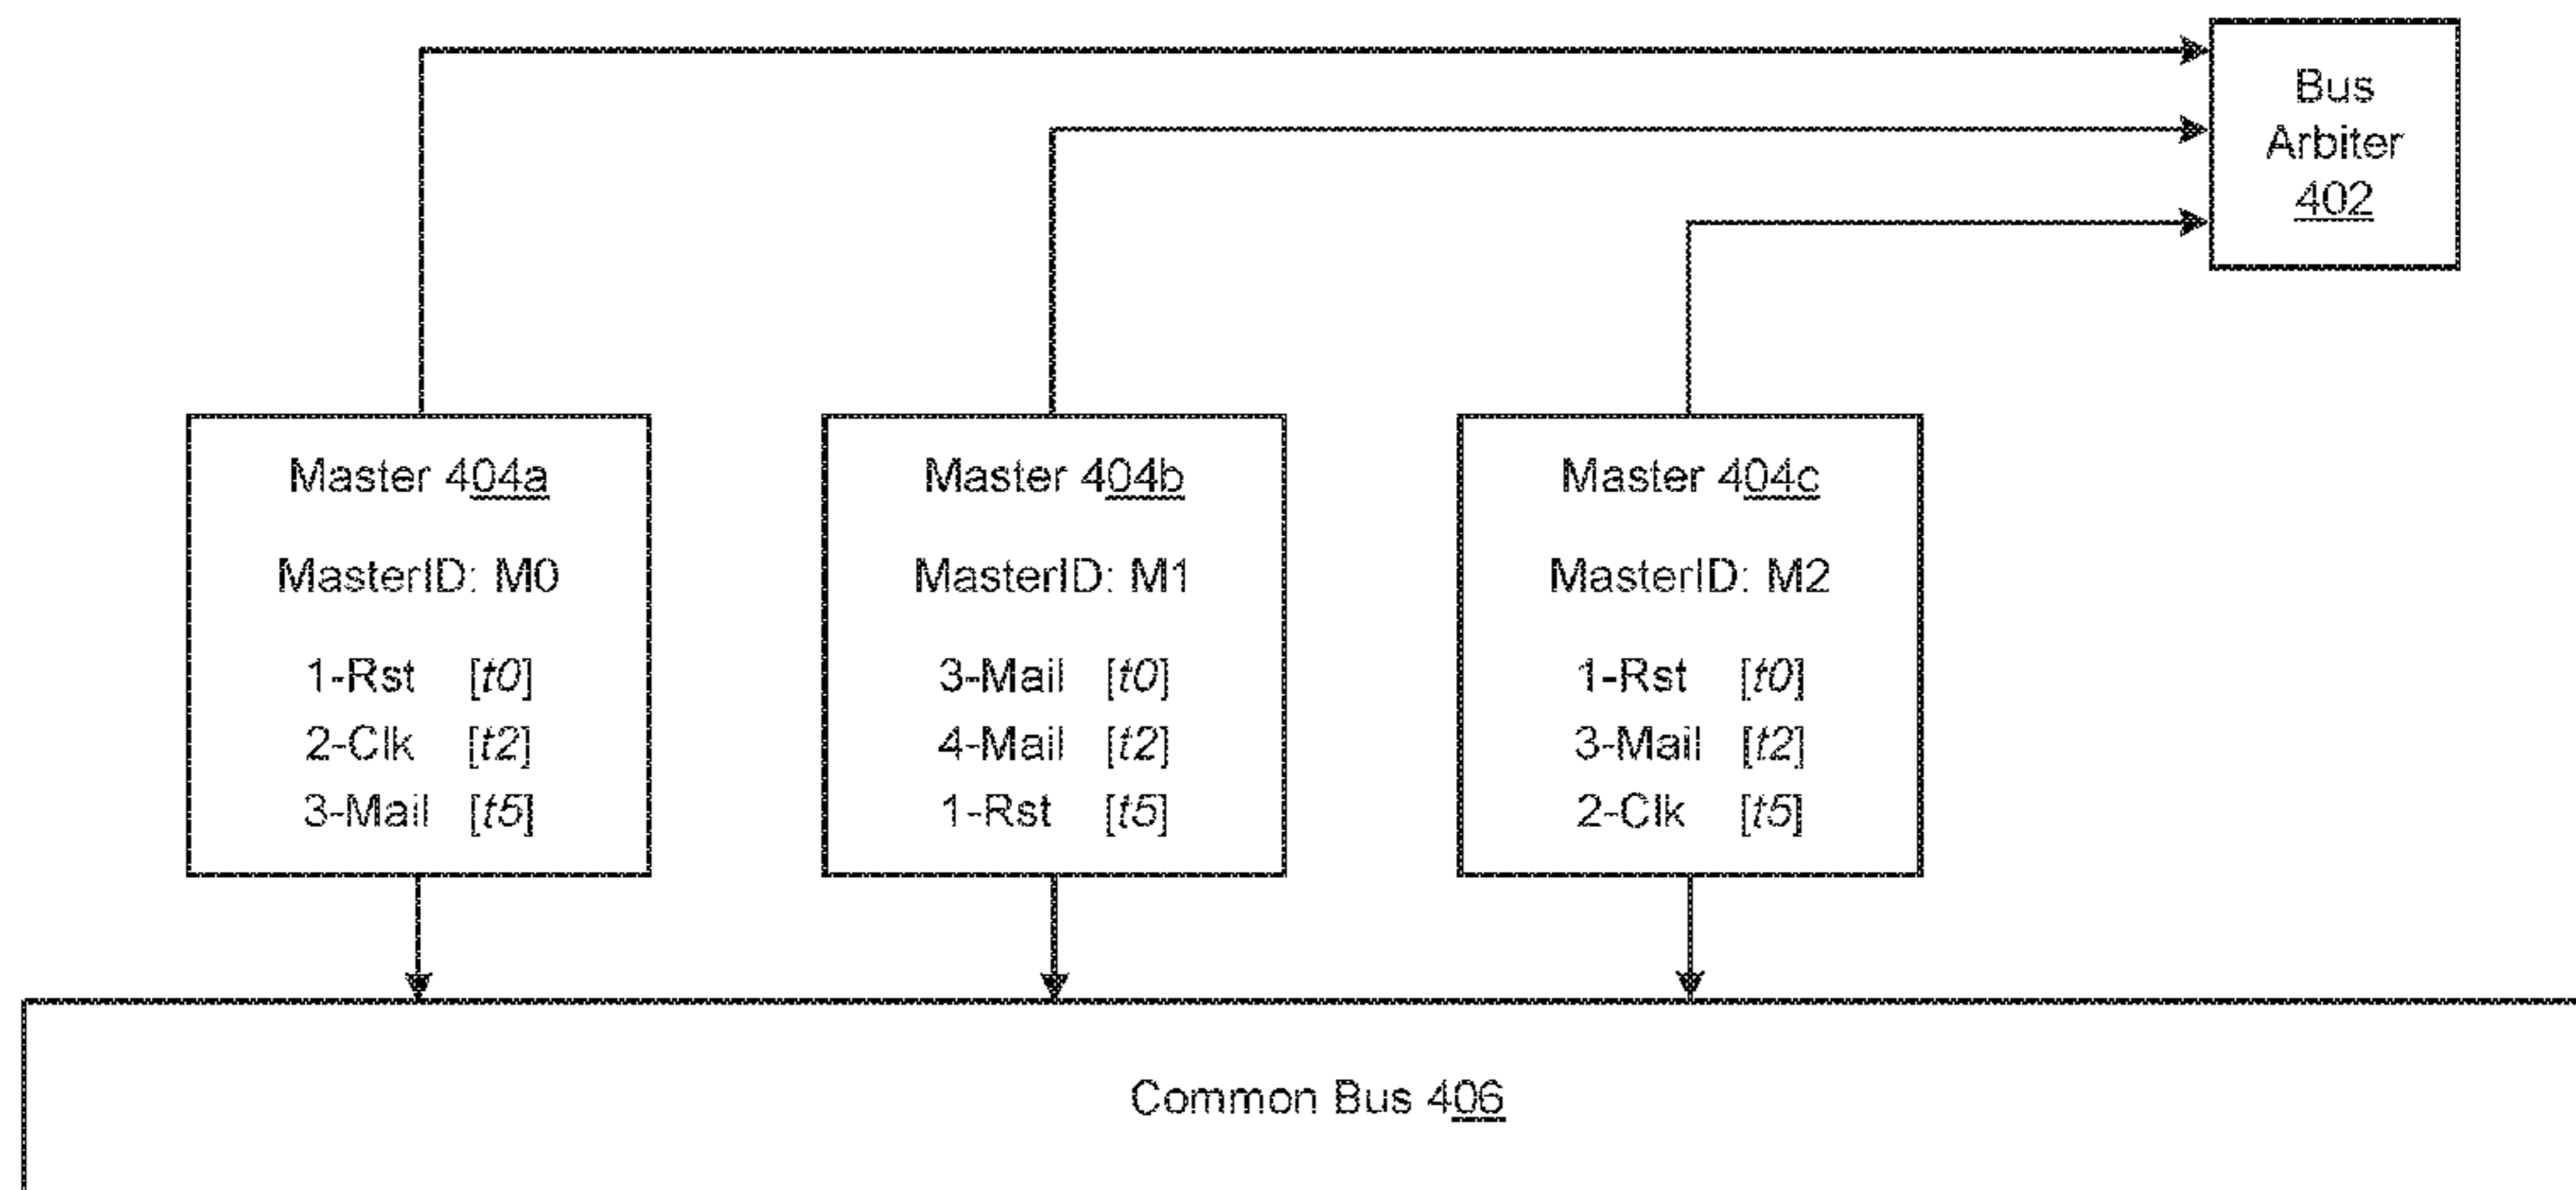 Bus
Arbiter
402
Master 404a
MasterID: M0
1-Rst [t0]
2-Clk [t2]
3-Mail [t5]
Master 404b
MasterID: M1
3-Mail [t0]
4-Mail [t2]
1-Rst [t5]
Master 404c
MasterID: M2
1-Rst [t0]
3-Mail [t2]
2-Clk [t5]
Common Bus 406